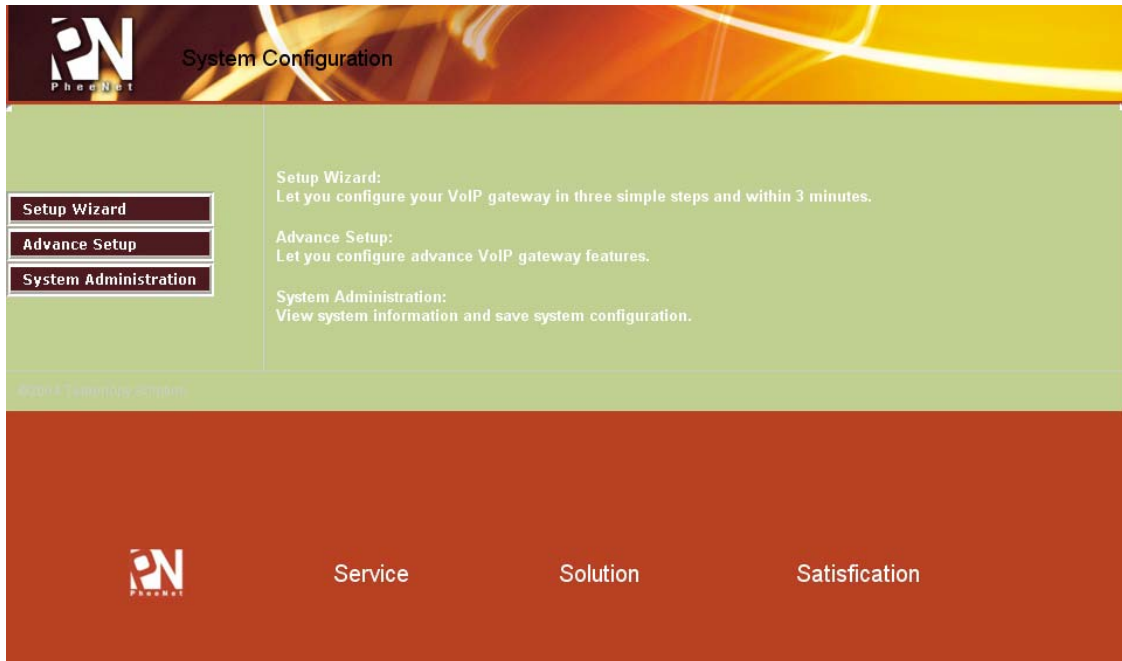 PN
PheeNet
System Configuration
Setup Wizard
Advance Setup
System Administration
Setup Wizard:
Let you configure your VoIP gateway in three simple steps and within 3 minutes.
Advance Setup:
Let you configure advance VoIP gateway features.
System Administration:
View system information and save system configuration.
PN
PheeNet
Service
Solution
Satisfication